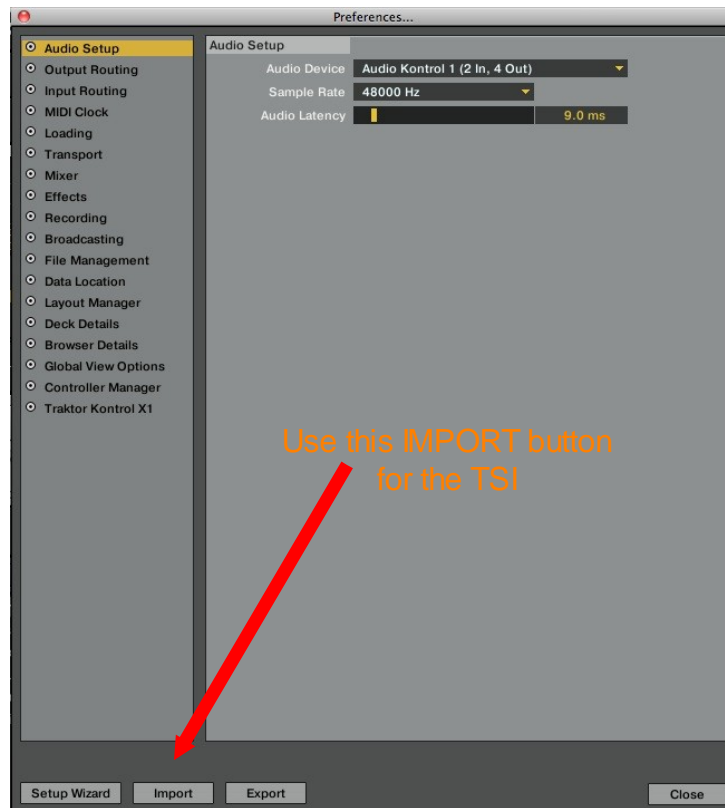 Preferences...
Audio Setup
Output Routing
Input Routing
MIDI Clock
Loading
Transport
Mixer
Effects
Recording
Broadcasting
File Management
Data Location
Layout Manager
Deck Details
Browser Details
Global View Options
Controller Manager
Traktor Kontrol X1
Audio Setup
Audio Device Audio Kontrol 1 (2 In, 4 Out)
Sample Rate 48000 Hz
Audio Latency 9.0 ms
Use this IMPORT button
for the TSI
Setup Wizard Import Export Close